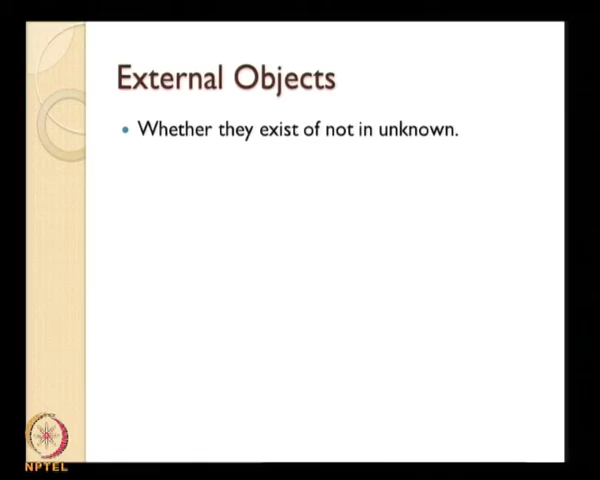 External Objects
Whether they exist of not in unknown.
NPTEL